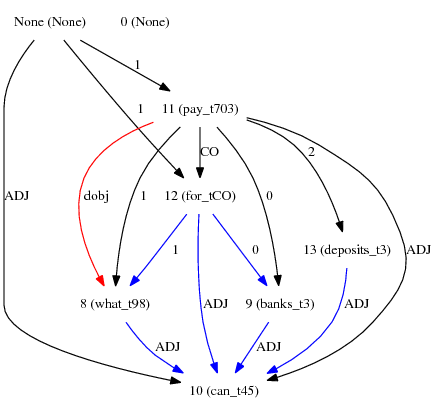 None (None) 0 (None)
1
11 (pay_t703)
1
CO
2
ADJ
dobj
1
12 (for_tCO)
0
1
0
13 (deposits_t3)
ADJ
8 (what_t98)
ADJ
9 (banks_t3)
ADJ
ADJ
ADJ
10 (can_t45)